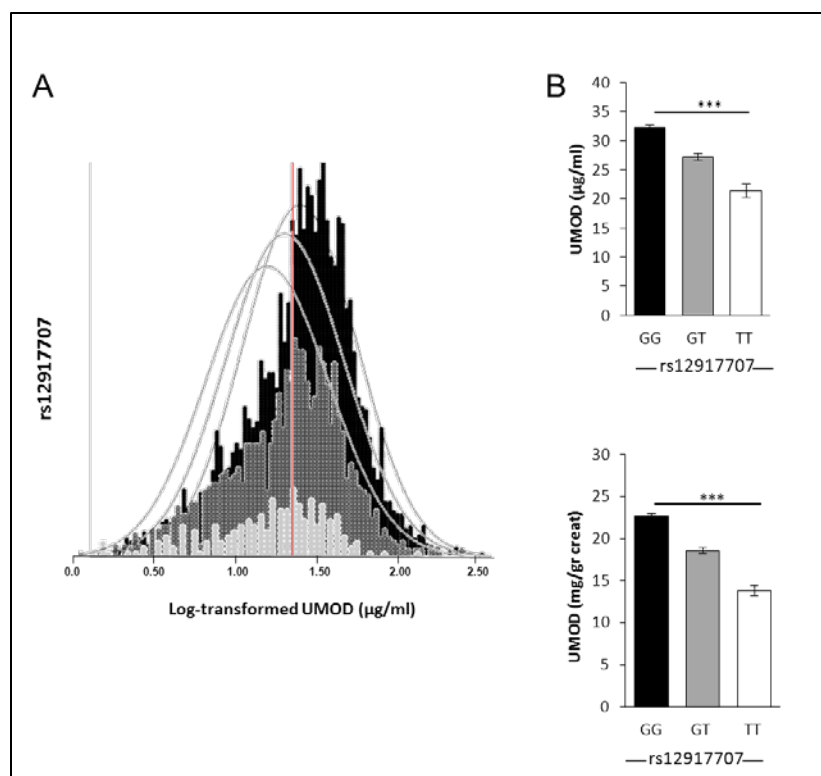 A
rs12917707
0.0
0.50
1.00
1.50
2.00
2.50
Log-transformed UMOD (µg/ml)
B
UMOD (µg/ml)
40
35
30
25
20
15
10
5
0
***
GG
GT
TT
rs12917707
UMOD (mg/gr creat)
30
25
20
15
10
5
0
***
GG
GT
TT
rs12917707